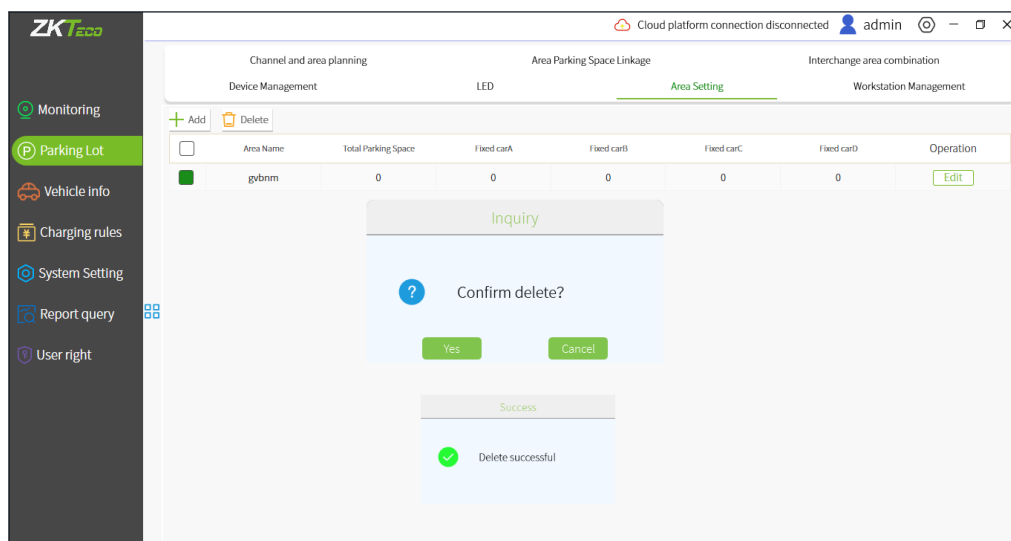 ZKTeco
Cloud platform connection disconnected admin
Channel and area planning Area Parking Space Linkage Interchange area combination
Device Management LED Area Setting Workstation Management
Monitoring
Parking Lot
Vehicle info
Charging rules
System Setting
Report query
User right
Add Delete
Area Name Total Parking Space Fixed carA Fixed carB Fixed carC Fixed carD Operation
gvbnm 0 0 0 0 0 Edit
Inquiry
Confirm delete?
Yes Cancel
Success
Delete successful